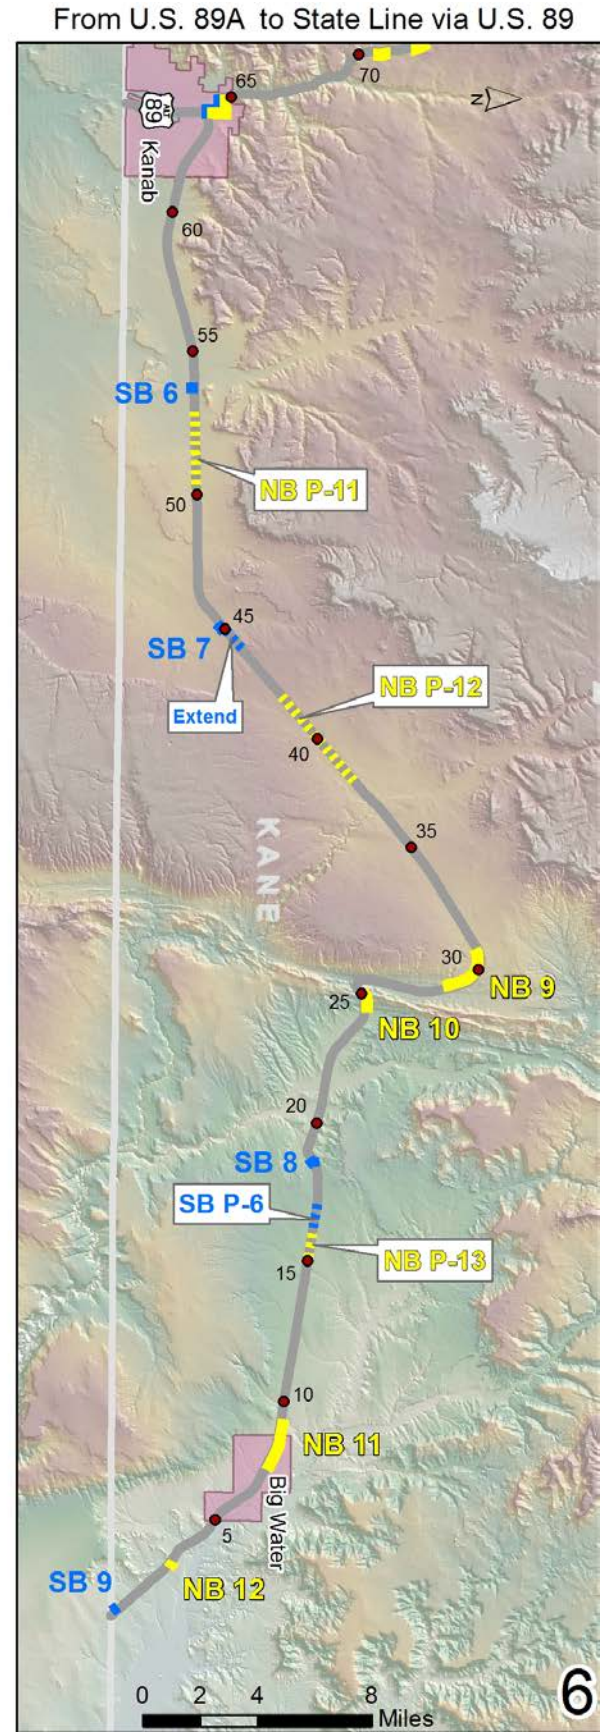 From U.S. 89A to State Line via U.S. 89
70
65
N
ALT
89
Kanab
60
55
SB 6
NB P-11
50
45
SB 7
NB P-12
Extend
40
KANE
35
30
NB 9
25
NB 10
20
SB 8
SB P-6
NB P-13
15
10
NB 11
Big Water
5
NB 12
SB 9
6
0 2 4 8
Miles